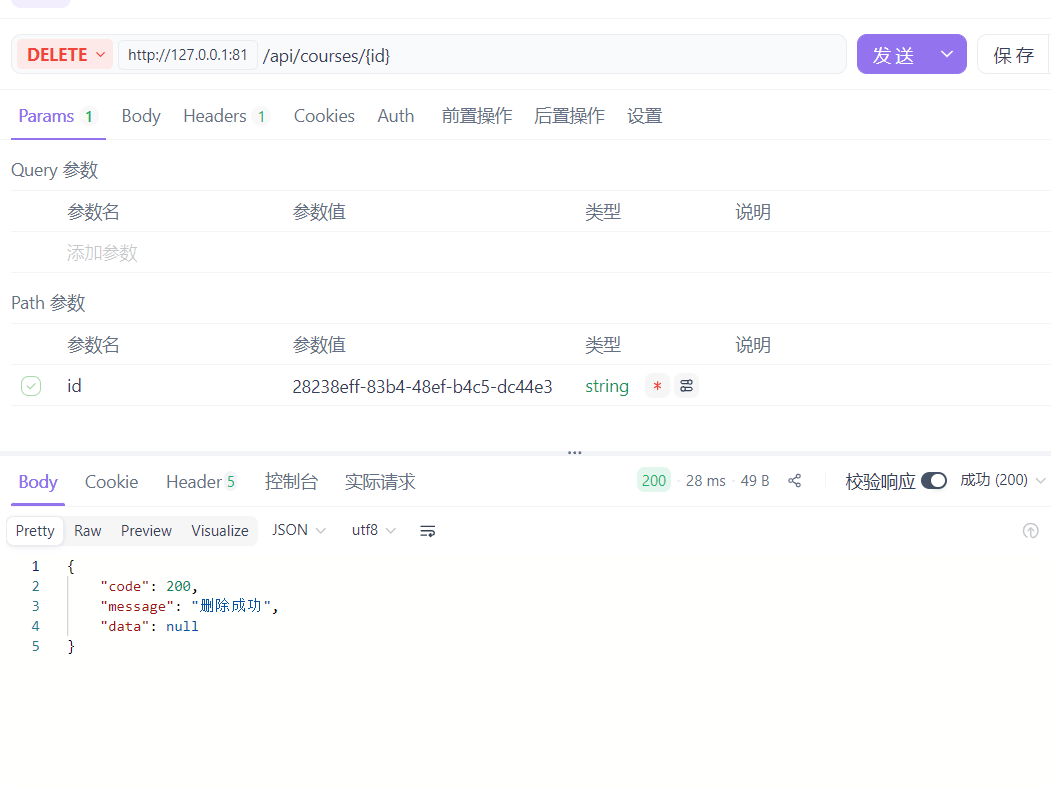 DELETE http://127.0.0.1:81 /api/courses/{id} 发送 保存
Params 1 Body Headers 1 Cookies Auth 前置操作 后置操作 设置
Query 参数
参数名 参数值 类型 说明
添加参数
Path 参数
参数名 参数值 类型 说明
id 28238eff-83b4-48ef-b4c5-dc44e3 string *
Body Cookie Header 5 控制台 实际请求 200 · 28 ms · 49 B 校验响应 成功 (200)
Pretty Raw Preview Visualize JSON utf8
1 {
2 "code": 200,
3 "message": "删除成功",
4 "data": null
5 }